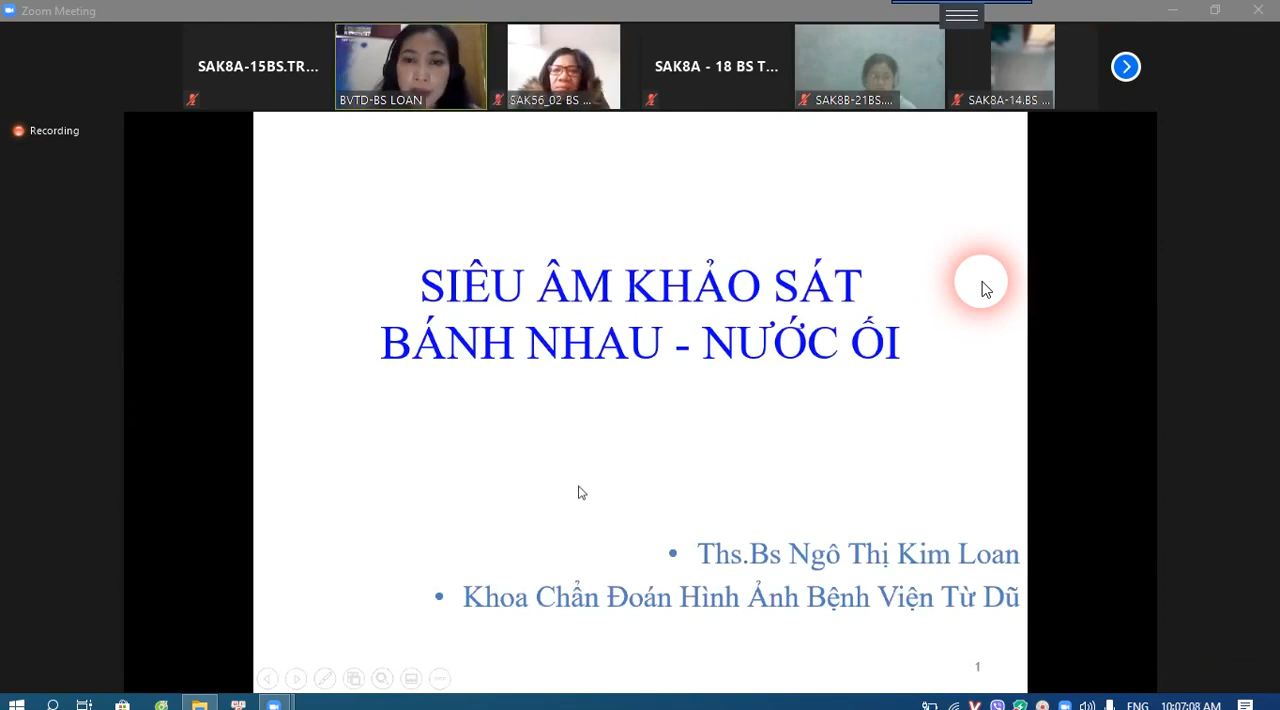 Zoom Meeting
SAK8A-15BS.TR...
BVTD-BS LOAN
SAK56_02 BS ...
SAK8A - 18 BS T...
SAK8B-21BS....
SAK8A-14.BS ...
Recording
SIÊU ÂM KHẢO SÁT
BÁNH NHAU - NƯỚC ỐI
• Ths.Bs Ngô Thị Kim Loan
• Khoa Chẩn Đoán Hình Ảnh Bệnh Viện Từ Dũ
1
ENG 10:07:08 AM